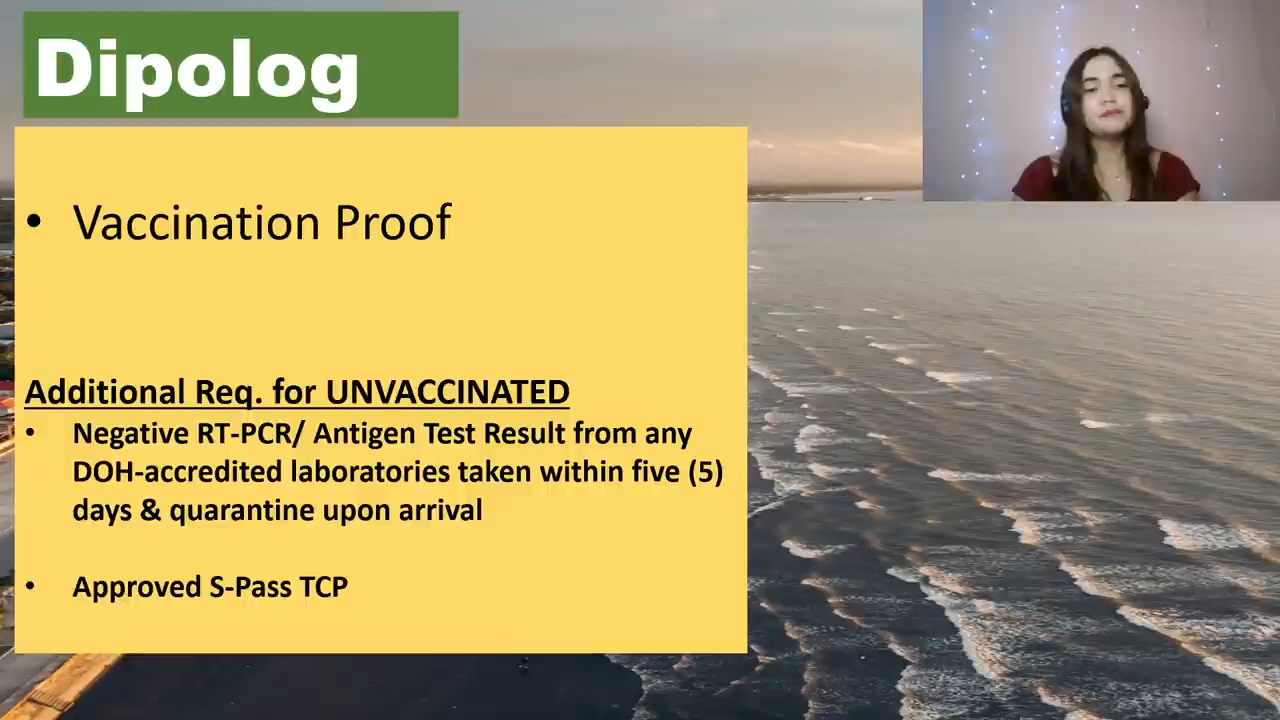 Dipolog
• Vaccination Proof
Additional Req. for UNVACCINATED
• Negative RT-PCR/ Antigen Test Result from any
DOH-accredited laboratories taken within five (5)
days & quarantine upon arrival
• Approved S-Pass TCP